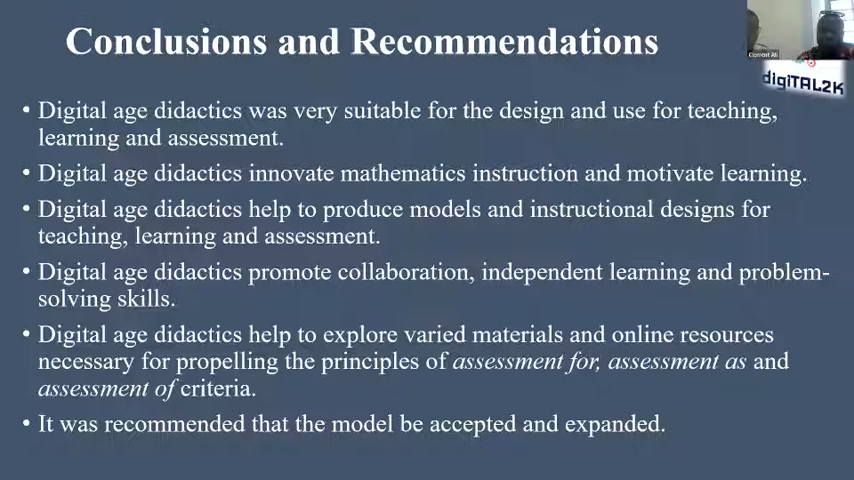 Conclusions and Recommendations
Clement Ali
digiTAL2K
• Digital age didactics was very suitable for the design and use for teaching,
learning and assessment.
• Digital age didactics innovate mathematics instruction and motivate learning.
• Digital age didactics help to produce models and instructional designs for
teaching, learning and assessment.
• Digital age didactics promote collaboration, independent learning and problem-
solving skills.
• Digital age didactics help to explore varied materials and online resources
necessary for propelling the principles of assessment for, assessment as and
assessment of criteria.
• It was recommended that the model be accepted and expanded.